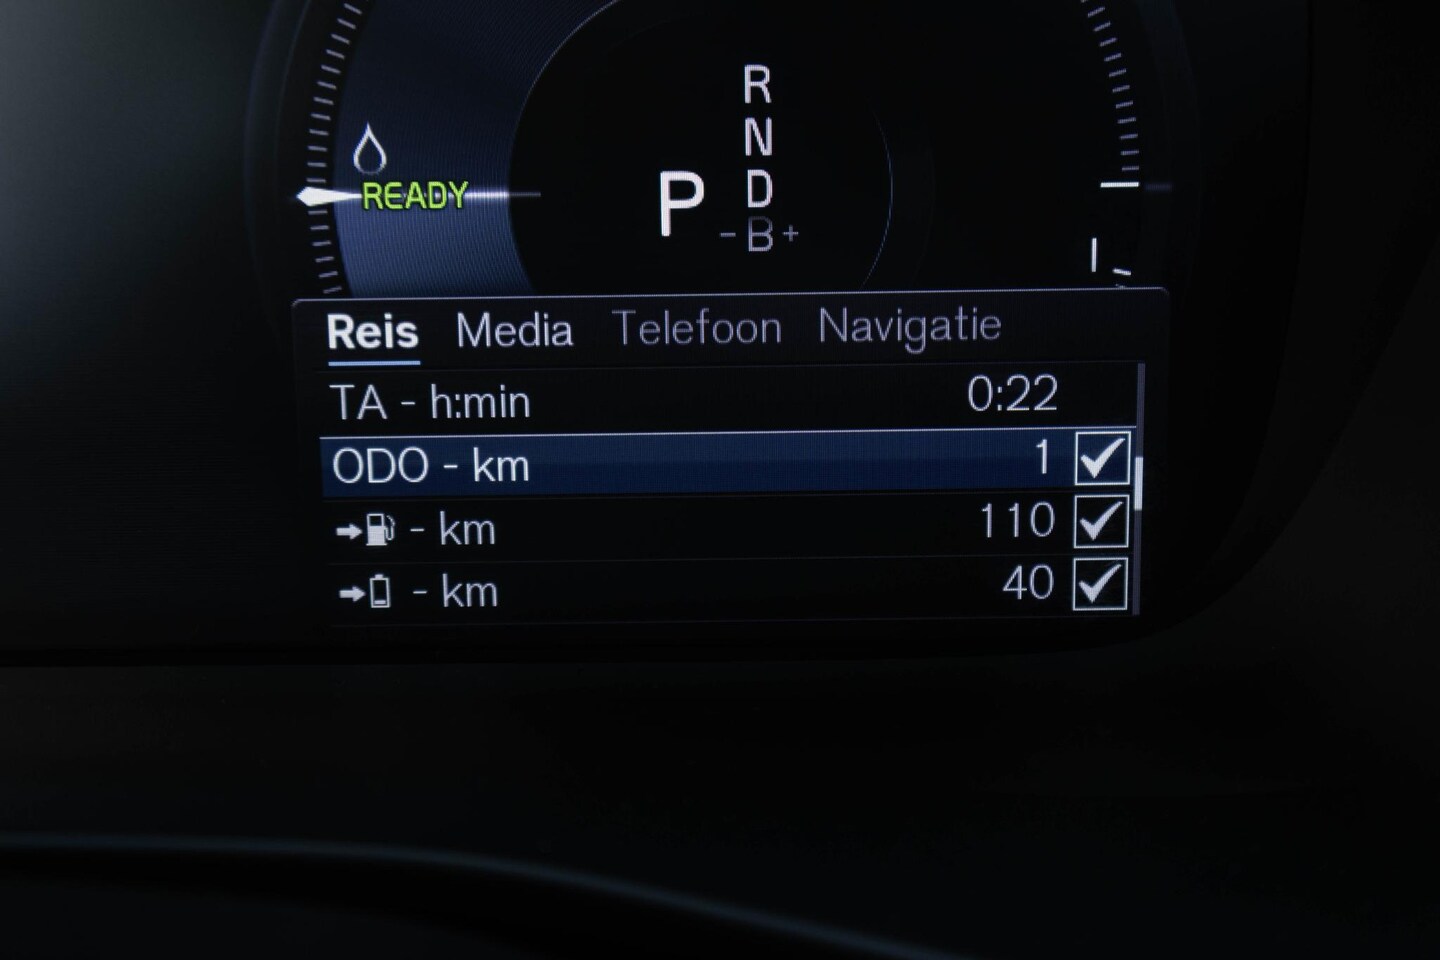 R
N
D
P
- B +
READY
Reis Media Telefoon Navigatie
TA - h:min 0:22
ODO - km 1
- km 110
- km 40